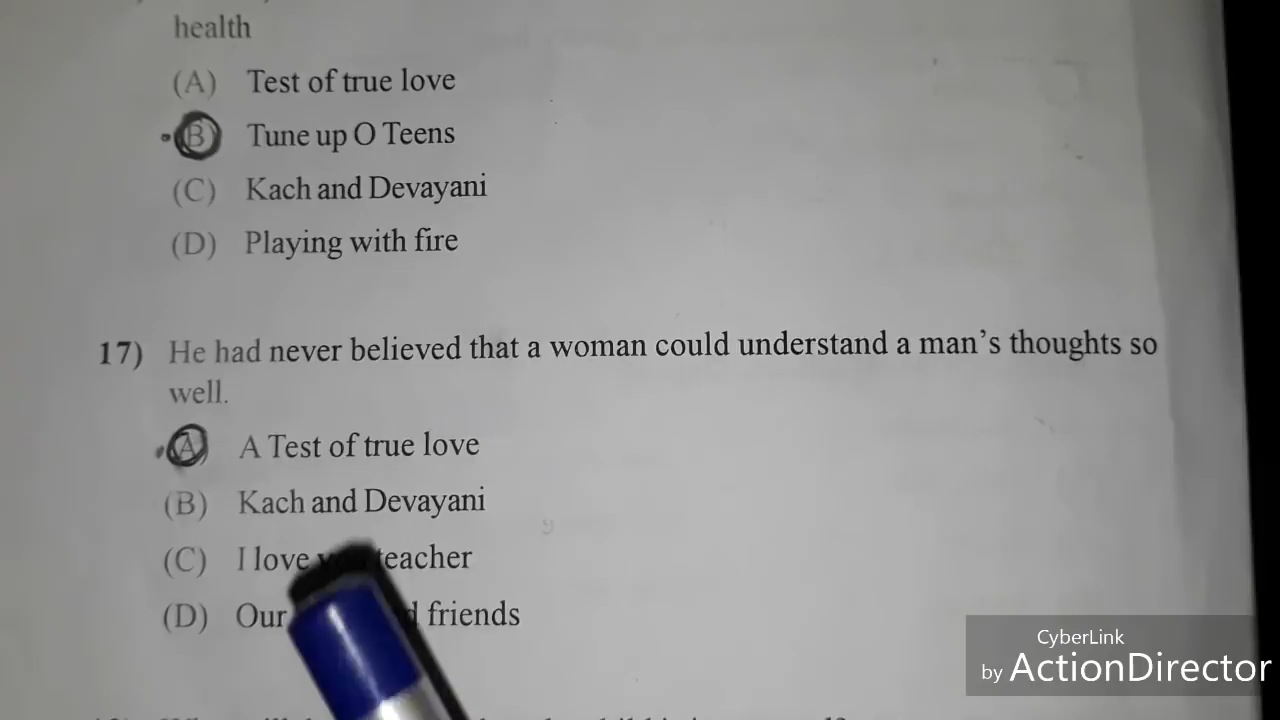 health
(A) Test of true love
(B) Tune up O Teens
(C) Kach and Devayani
(D) Playing with fire
17) He had never believed that a woman could understand a man's thoughts so
well.
(A) A Test of true love
(B) Kach and Devayani
(C) I love teacher
(D) Our friends
CyberLink
by ActionDirector